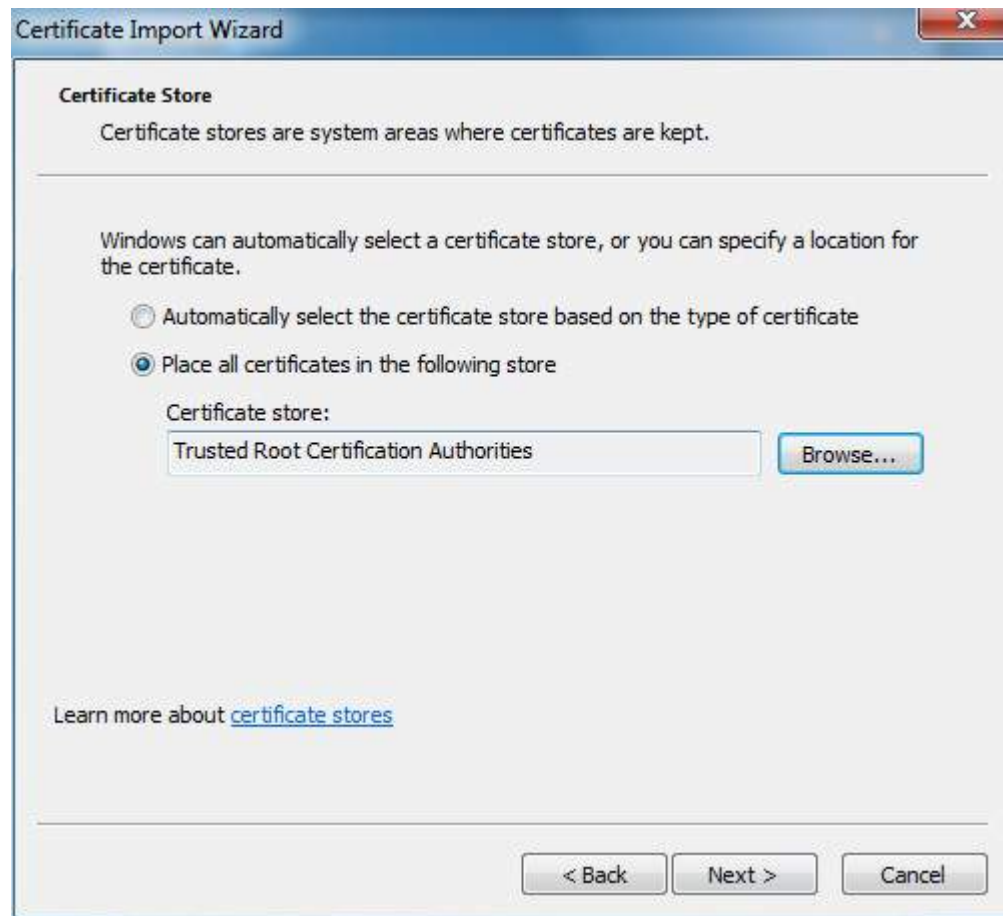 Certificate Import Wizard
Certificate Store
Certificate stores are system areas where certificates are kept.
Windows can automatically select a certificate store, or you can specify a location for
the certificate.
Automatically select the certificate store based on the type of certificate
Place all certificates in the following store
Certificate store:
Trusted Root Certification Authorities
Browse...
Learn more about certificate stores
< Back
Next >
Cancel